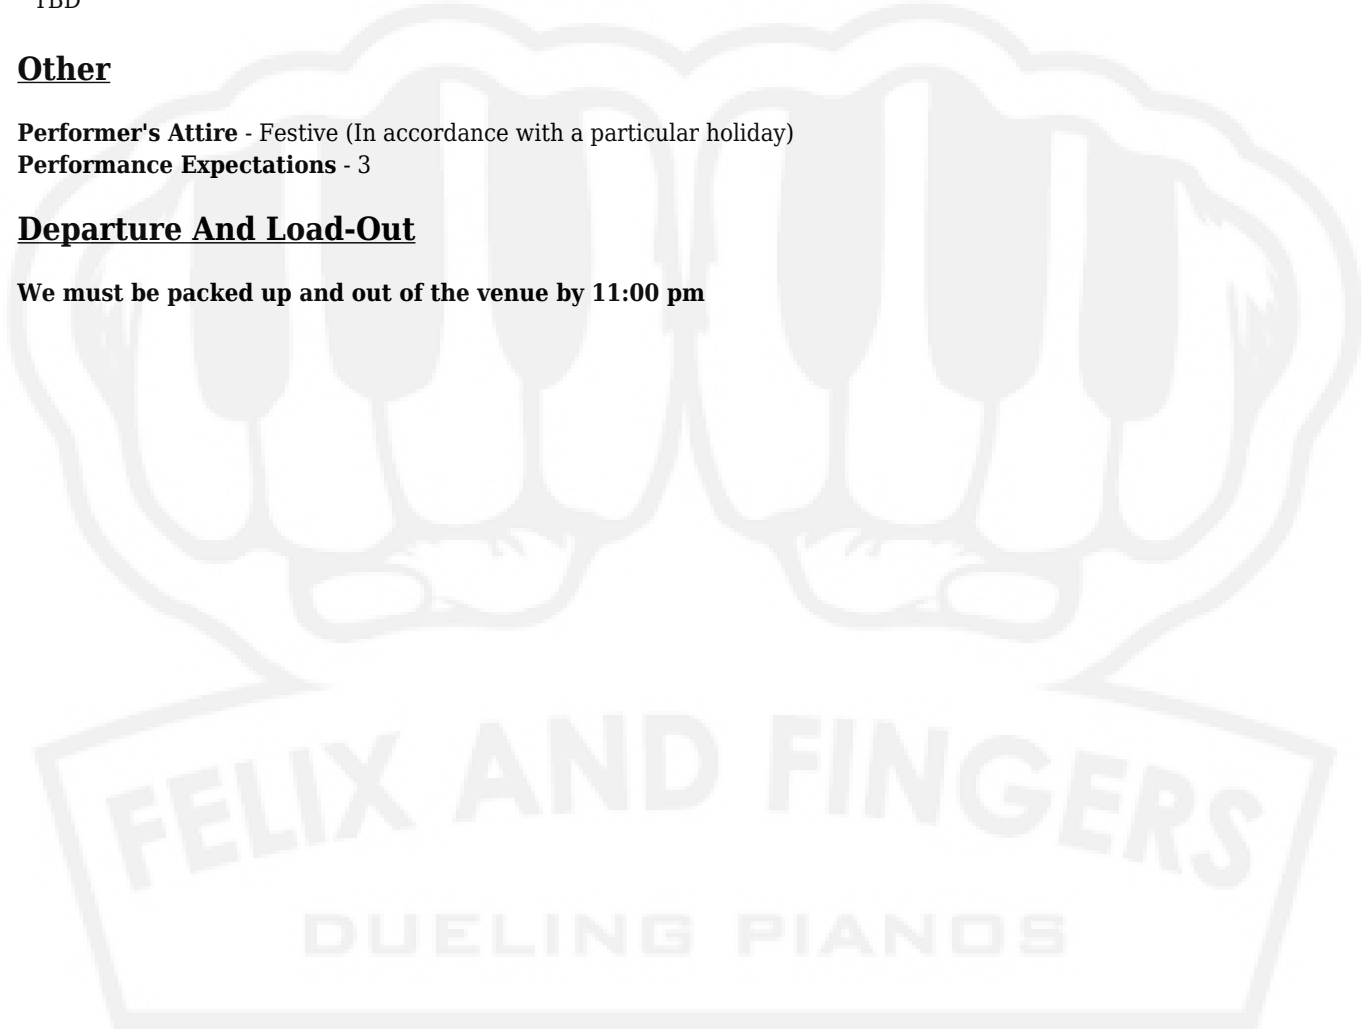 TBD
Other
Performer's Attire - Festive (In accordance with a particular holiday)
Performance Expectations - 3
Departure And Load-Out
We must be packed up and out of the venue by 11:00 pm
FELIX AND FINGERS
DUELING PIANOS